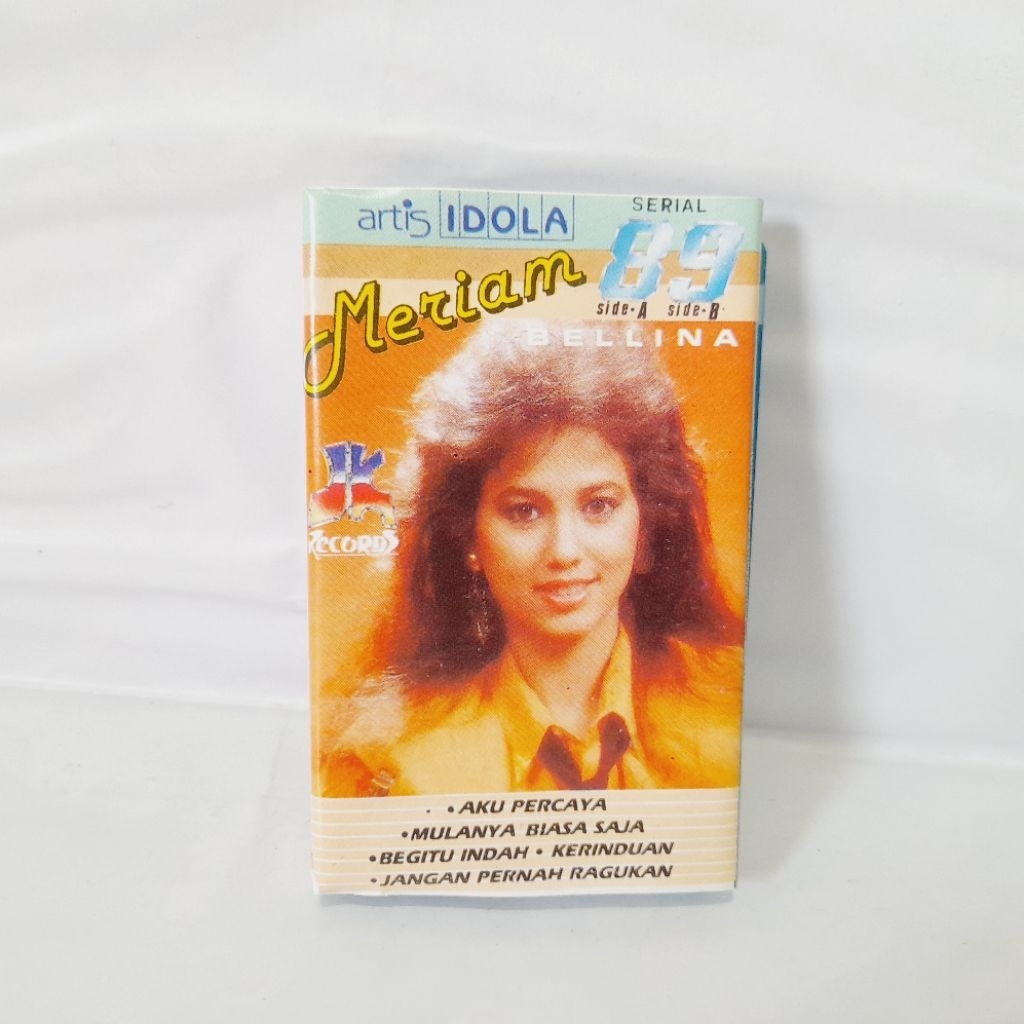 artis IDOLA
SERIAL
89
side·A side·B
Meriam
BELLINA
JK
RECORDS
• AKU PERCAYA
• MULANYA BIASA SAJA
• BEGITU INDAH • KERINDUAN
• JANGAN PERNAH RAGUKAN